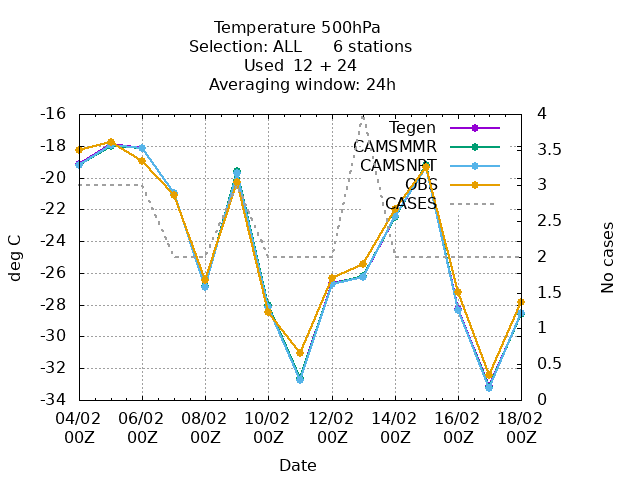 Temperature 500hPa
Selection: ALL      6 stations
Used  12 + 24
Averaging window: 24h
-16
-18
-20
-22
-24
-26
-28
-30
-32
-34
deg C
4
3.5
3
2.5
2
1.5
1
0.5
0
No cases
Tegen
CAMSMMR
CAMSNRT
OBS
CASES
04/02 06/02 08/02 10/02 12/02 14/02 16/02 18/02
00Z 00Z 00Z 00Z 00Z 00Z 00Z 00Z
Date